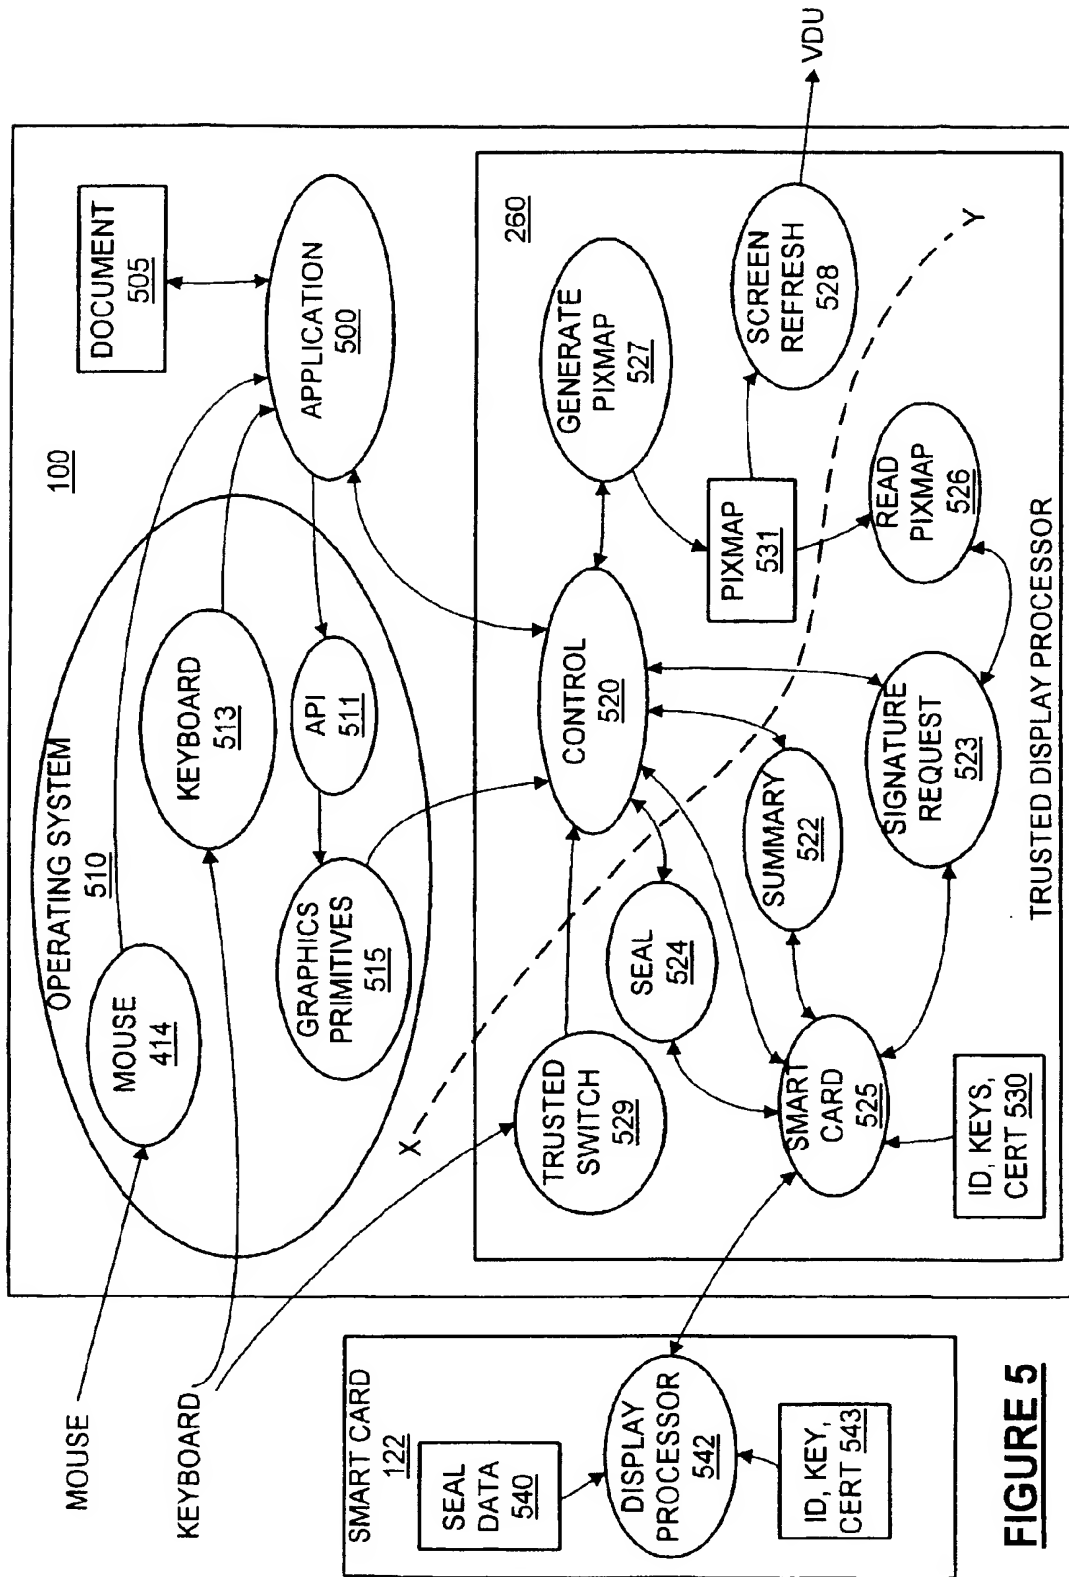 MOUSE
KEYBOARD
100
OPERATING SYSTEM
510
MOUSE
414
KEYBOARD
513
API
511
GRAPHICS
PRIMITIVES
515
DOCUMENT
505
APPLICATION
500
X
260
TRUSTED
SWITCH
529
CONTROL
520
GENERATE
PIXMAP
527
PIXMAP
531
SCREEN
REFRESH
528
VDU
SEAL
524
SUMMARY
522
SIGNATURE
REQUEST
523
READ
PIXMAP
526
Y
SMART
CARD
525
ID, KEYS,
CERT 530
TRUSTED DISPLAY PROCESSOR
SMART CARD
122
SEAL
DATA
540
DISPLAY
PROCESSOR
542
ID, KEY,
CERT 543
FIGURE 5